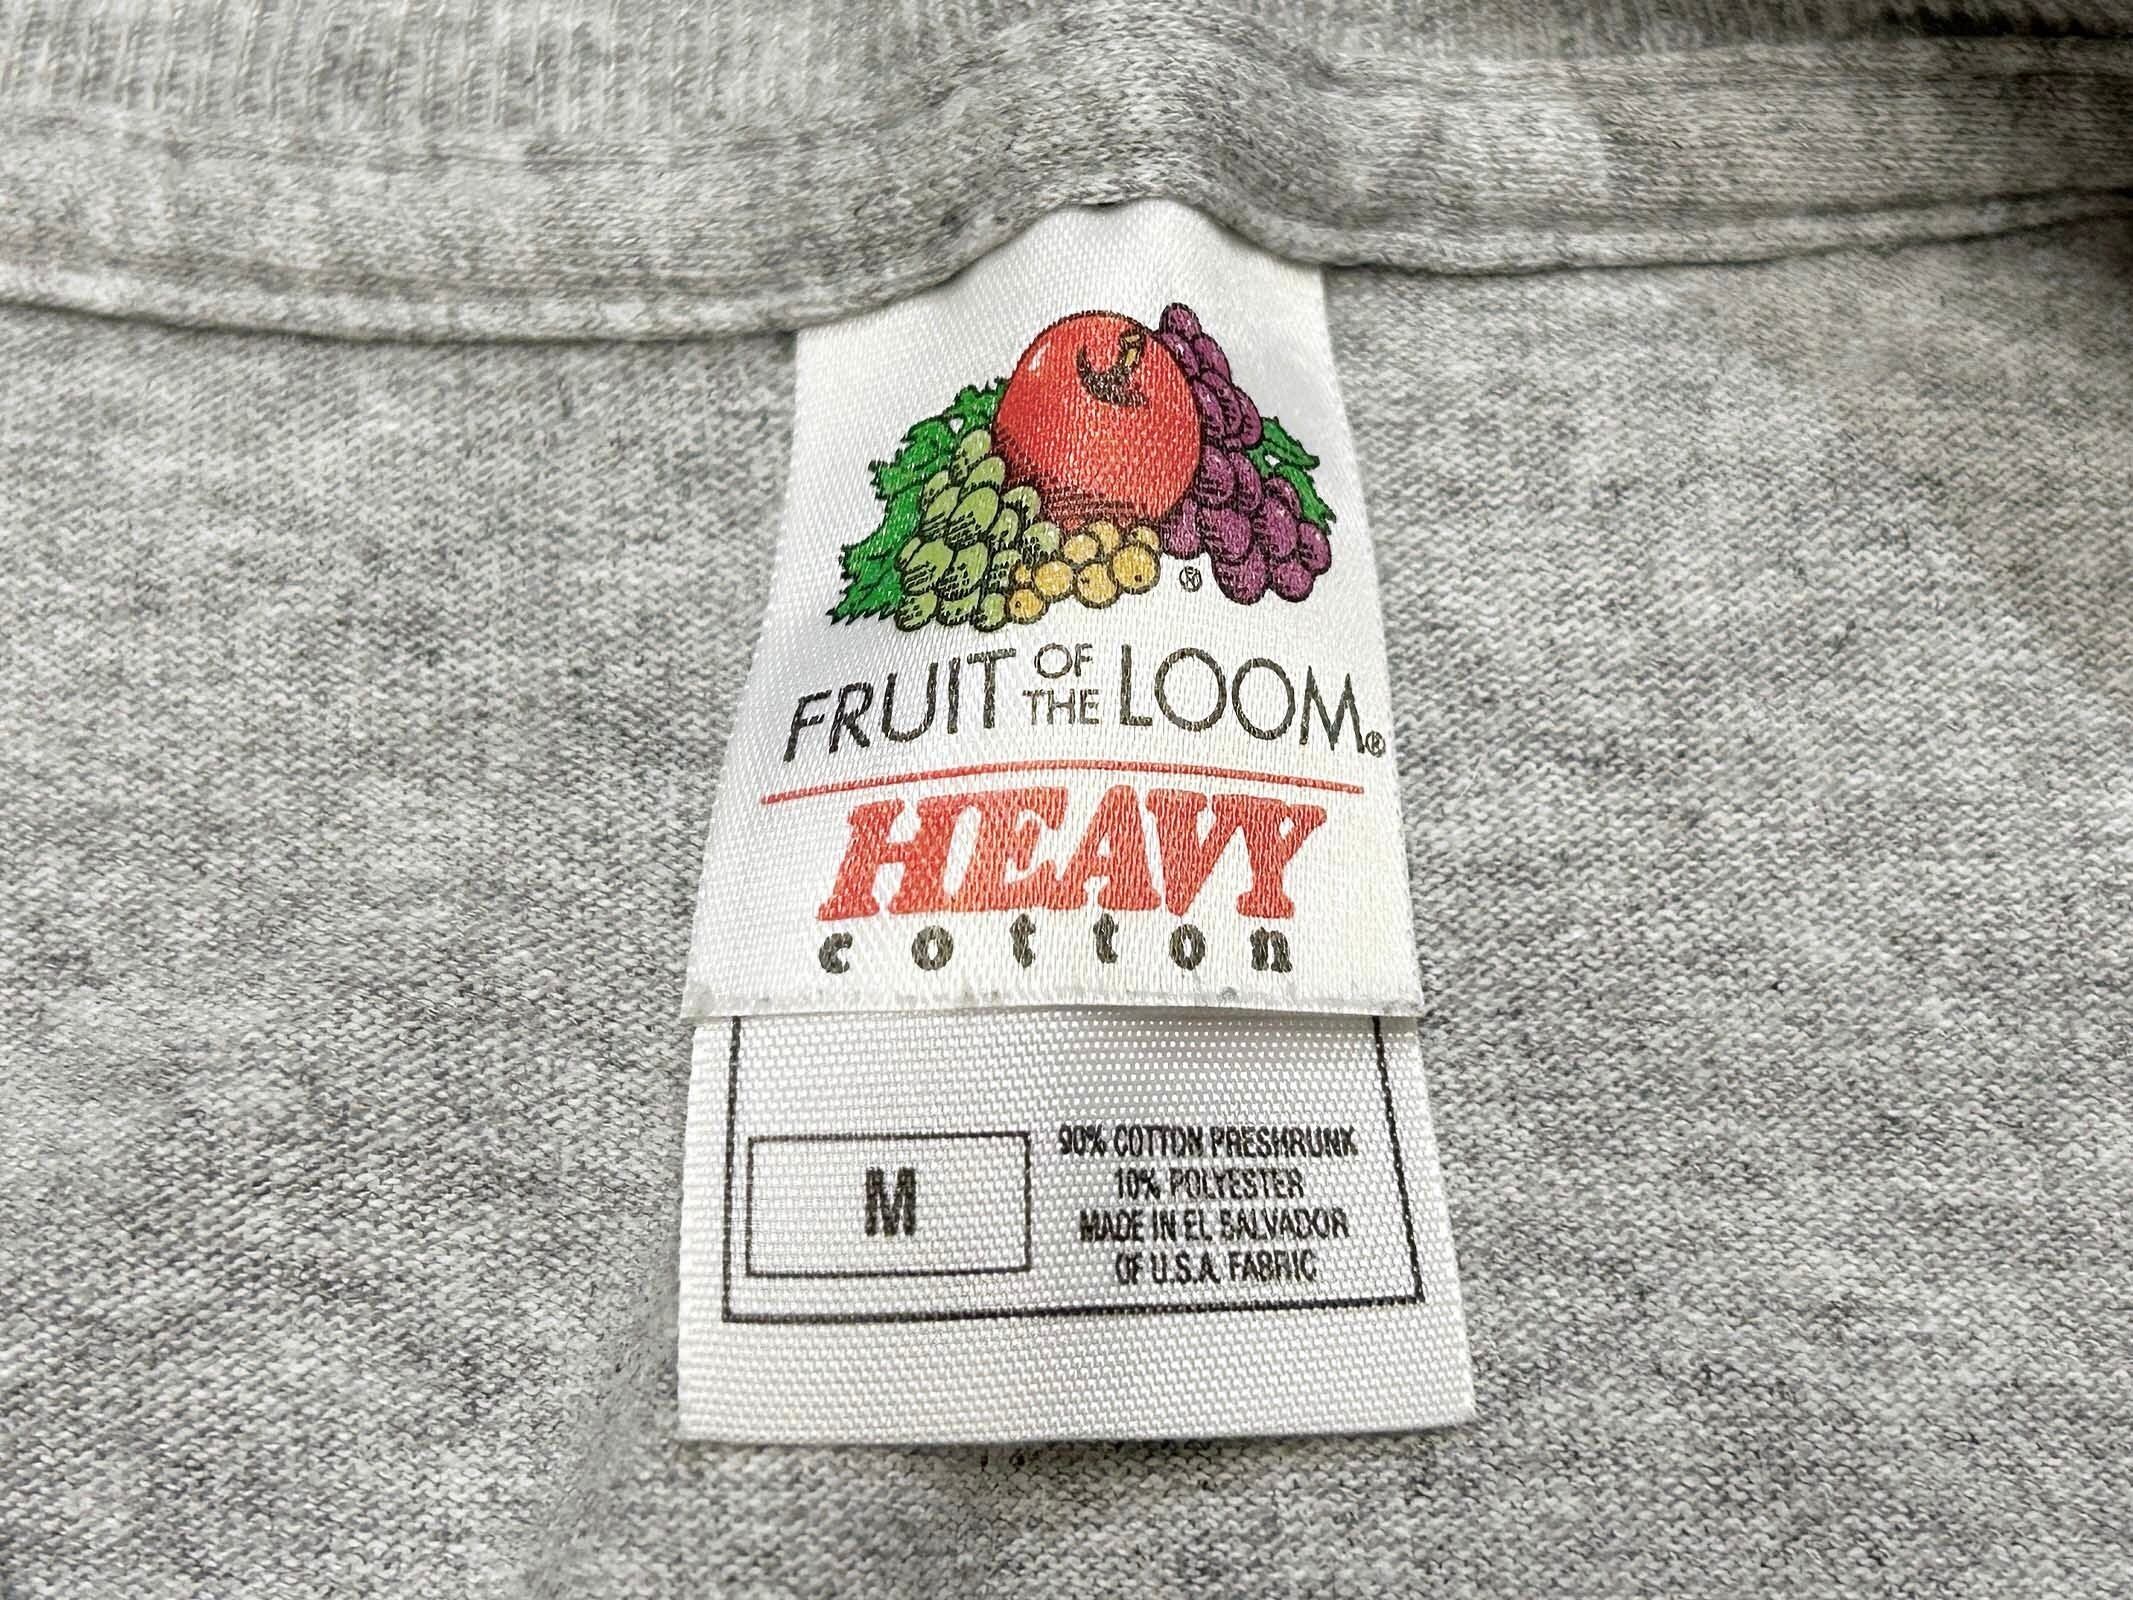 ®
FRUIT OF THE LOOM®
HEAVY
cotton
M
90% COTTON PRESHRUNK
10% POLYESTER
MADE IN EL SALVADOR
OF U.S.A. FABRIC